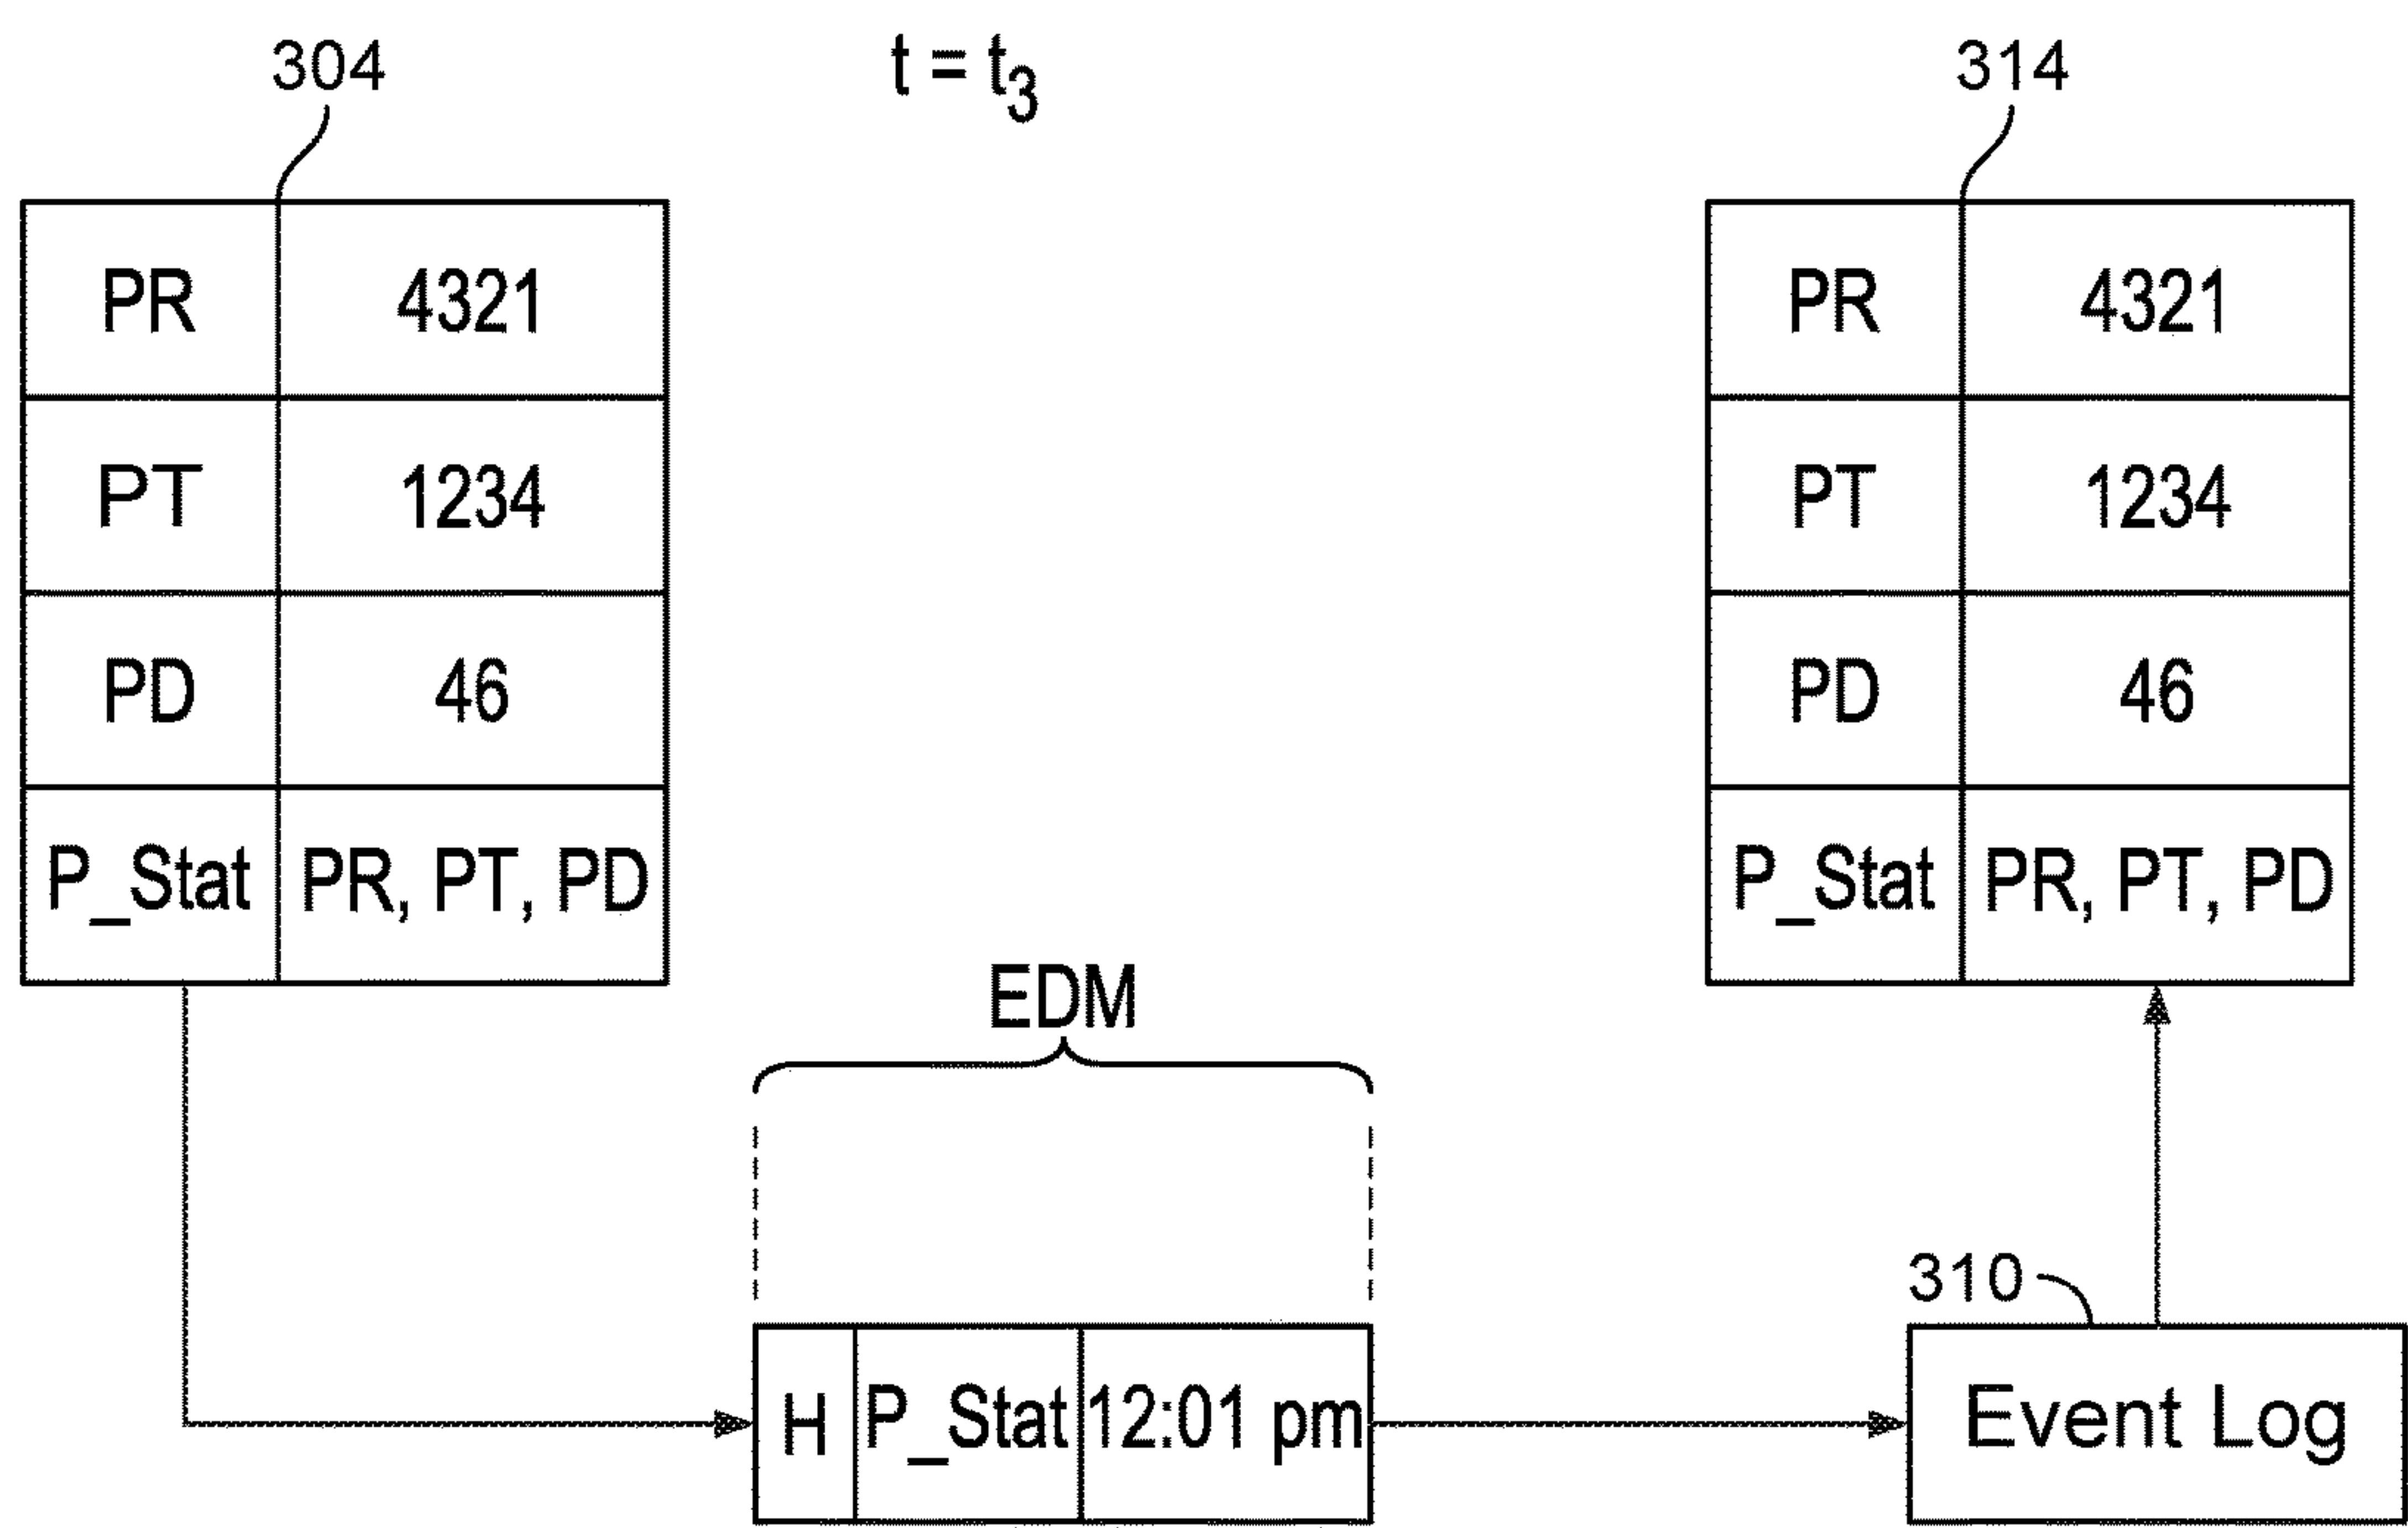 304
t = t3
314
PR 4321
PT 1234
PD 46
P_Stat PR, PT, PD
PR 4321
PT 1234
PD 46
P_Stat PR, PT, PD
EDM
H P_Stat 12:01 pm
310
Event Log